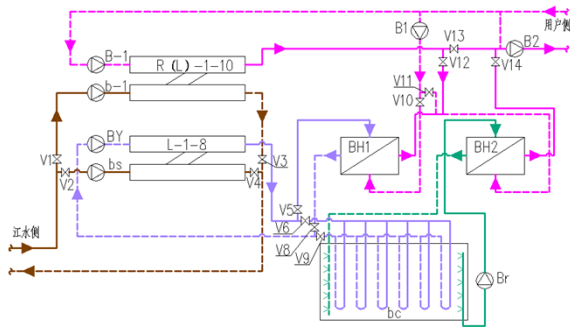 用户侧
B1
V13
B2
B-1
R(L)-1-10
V12
V14
V11
V10
b-1
BY
L-1-8
BH1
BH2
V1
bs
V3
V2
V4
V5
V6
V8
V9
江水侧
Br
bc